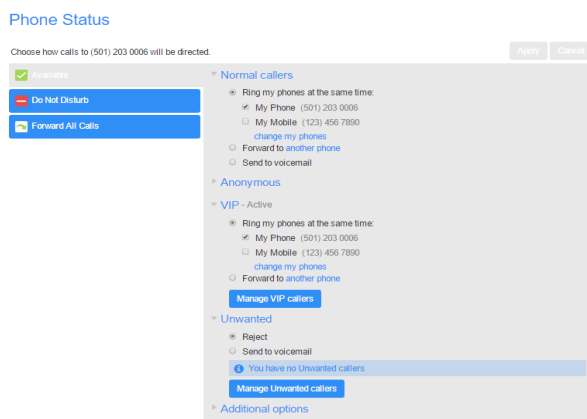 Phone Status
Choose how calls to (501) 203 0006 will be directed.
Apply Cancel
Available
Do Not Disturb
Forward All Calls
Normal callers
Ring my phones at the same time:
My Phone (501) 203 0006
My Mobile (123) 456 7890
change my phones
Forward to another phone
Send to voicemail
Anonymous
VIP - Active
Ring my phones at the same time:
My Phone (501) 203 0006
My Mobile (123) 456 7890
change my phones
Forward to another phone
Manage VIP callers
Unwanted
Reject
Send to voicemail
You have no Unwanted callers
Manage Unwanted callers
Additional options